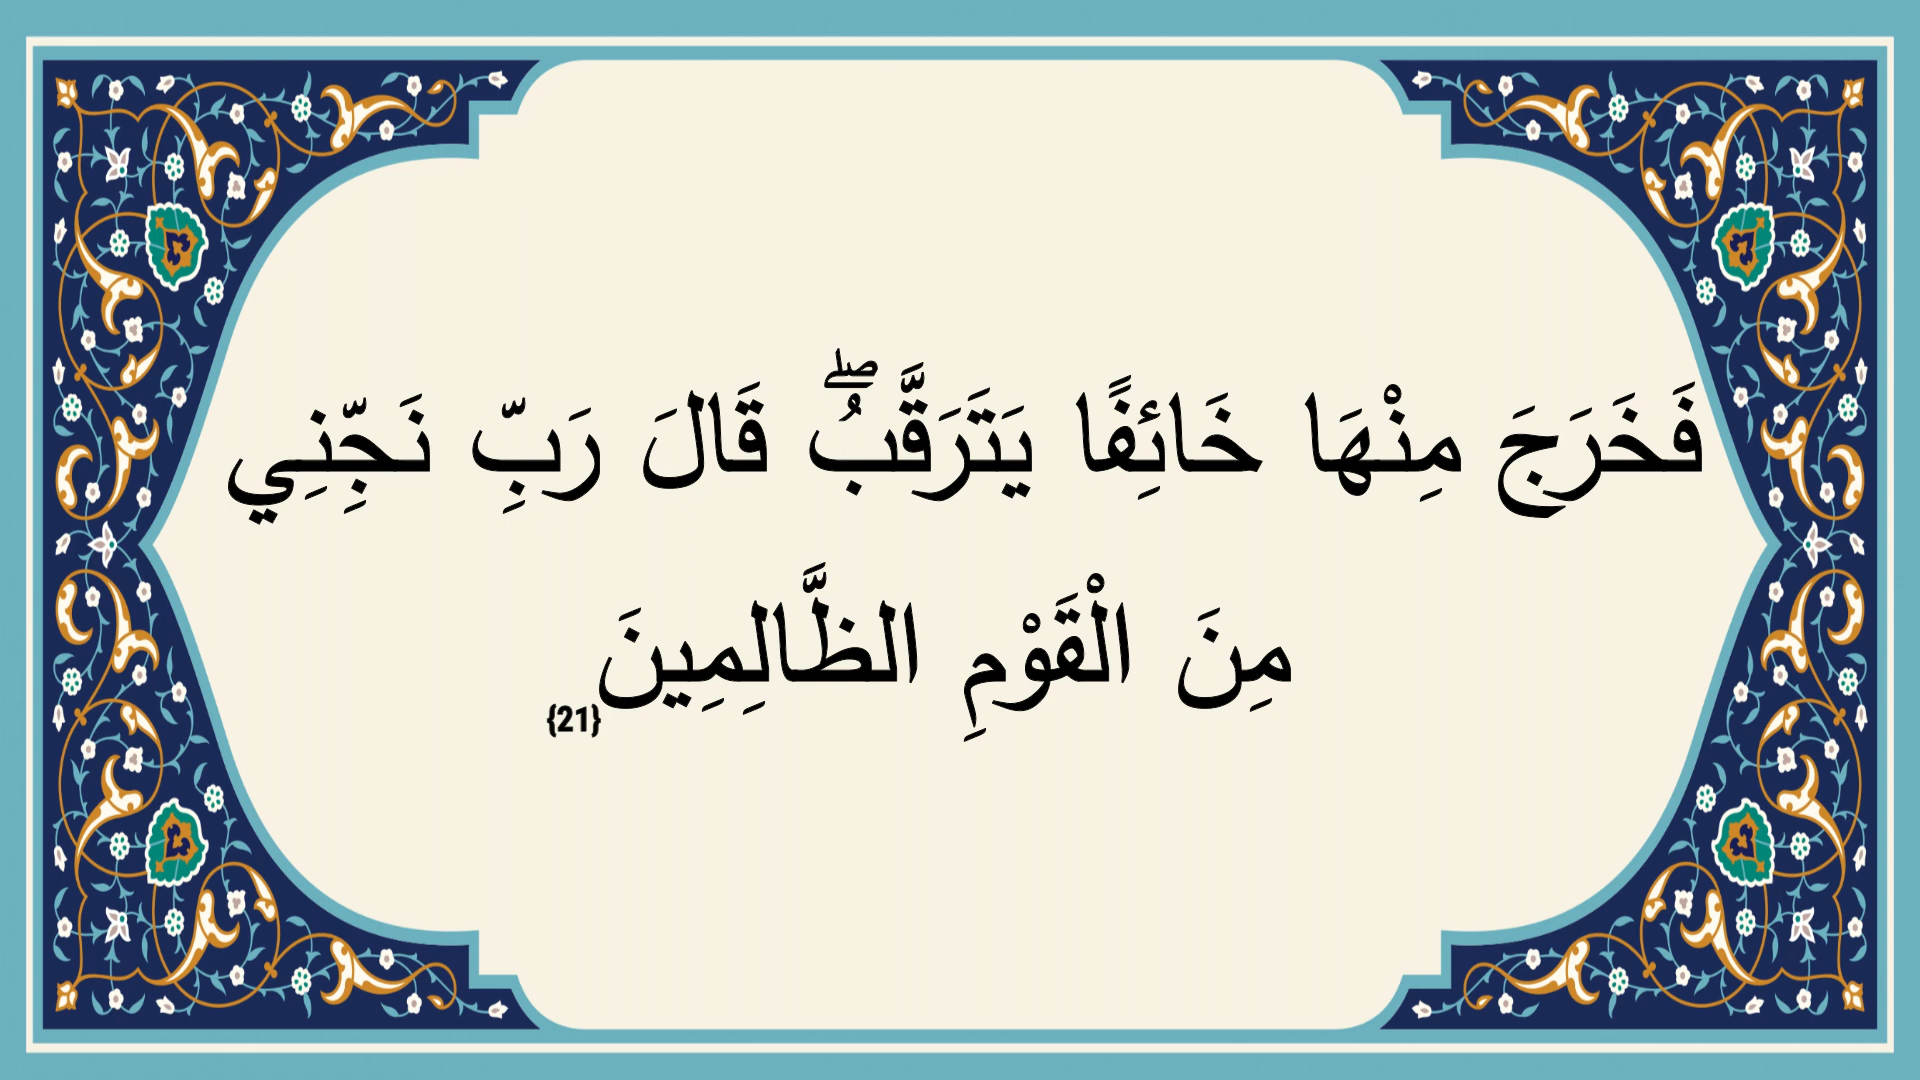 فَخَرَجَ مِنْهَا خَائِفًا يَتَرَقَّبُ ۖ قَالَ رَبِّ نَجِّنِي
مِنَ الْقَوْمِ الظَّالِمِينَ {21}